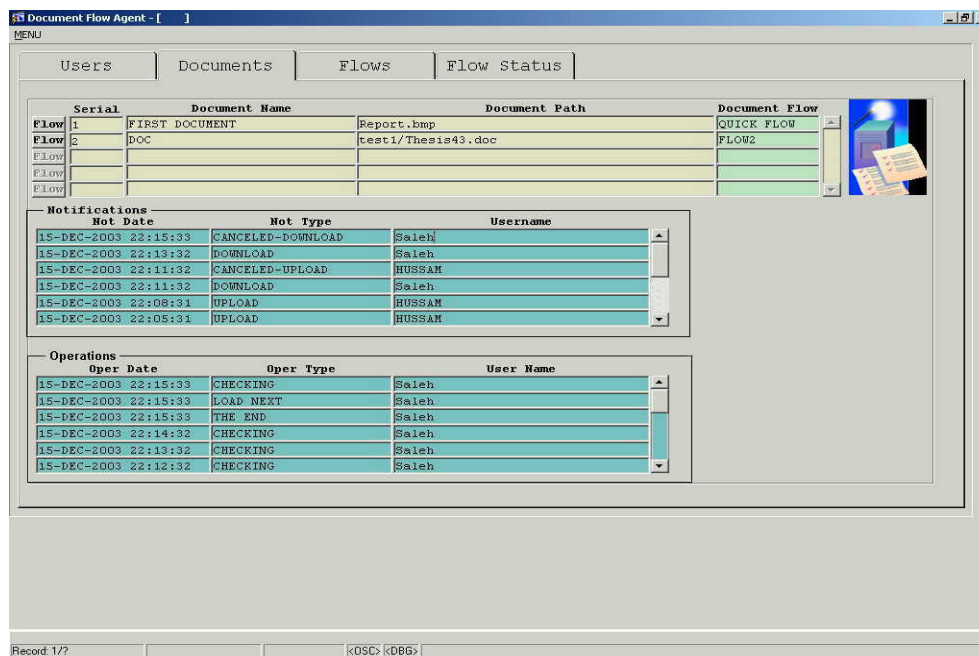 Document Flow Agent - [ ]
MENU
Users Documents Flows Flow Status
Serial Document Name Document Path Document Flow
Flow 1 FIRST DOCUMENT Report.bmp QUICK FLOW
Flow 2 DOC test1/Thesis43.doc FLOW2
Flow
Flow
Flow
Notifications
Not Date Not Type Username
15-DEC-2003 22:15:33 CANCELED-DOWNLOAD Saleh
15-DEC-2003 22:13:32 DOWNLOAD Saleh
15-DEC-2003 22:11:32 CANCELED-UPLOAD HUSSAM
15-DEC-2003 22:11:32 DOWNLOAD Saleh
15-DEC-2003 22:08:31 UPLOAD HUSSAM
15-DEC-2003 22:05:31 UPLOAD HUSSAM
Operations
Oper Date Oper Type User Name
15-DEC-2003 22:15:33 CHECKING Saleh
15-DEC-2003 22:15:33 LOAD NEXT Saleh
15-DEC-2003 22:15:33 THE END Saleh
15-DEC-2003 22:14:32 CHECKING Saleh
15-DEC-2003 22:13:32 CHECKING Saleh
15-DEC-2003 22:12:32 CHECKING Saleh
Record: 1/? <OSC> <DBG>